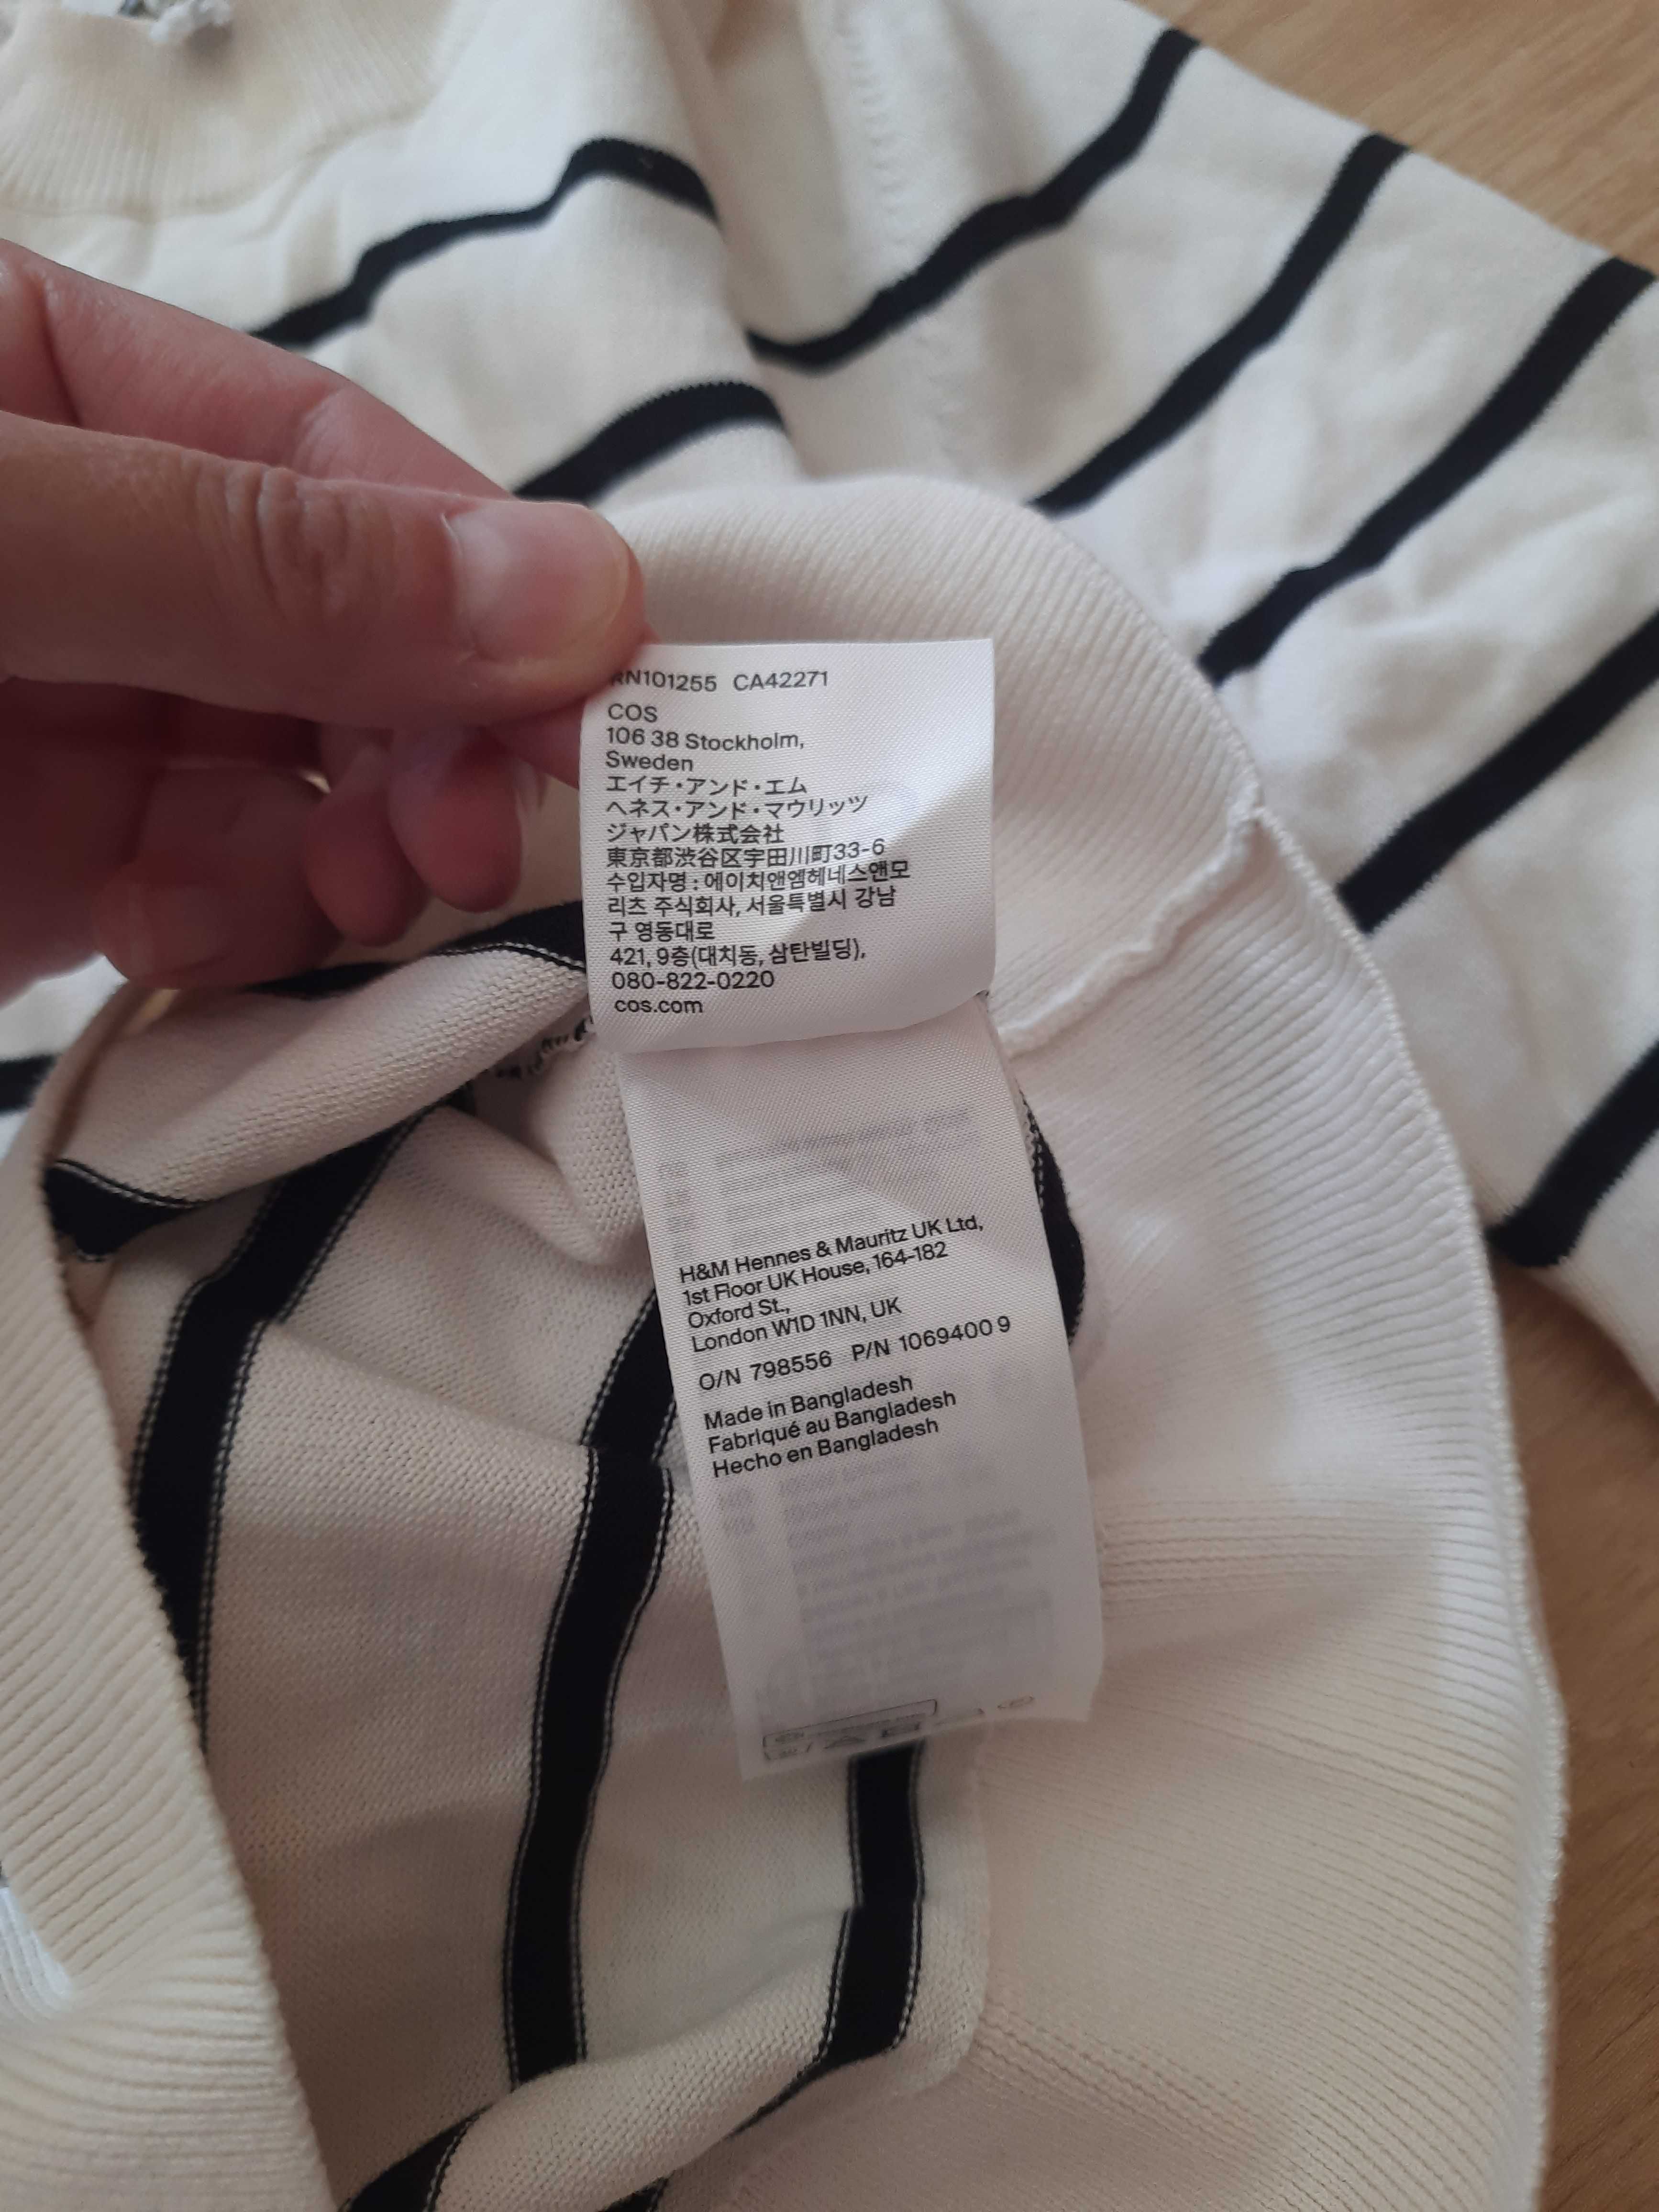 RN101255 CA42271
COS
106 38 Stockholm,
Sweden
エイチ・アンド・エム
ヘネス・アンド・マウリッツ
ジャパン株式会社
東京都渋谷区宇田川町33-6
수입자명 : 에이치앤엠헤네스앤모
리츠 주식회사, 서울특별시 강남
구 영동대로
421, 9층(대치동, 삼탄빌딩),
080-822-0220
cos.com
H&M Hennes & Mauritz UK Ltd,
1st Floor UK House, 164-182
Oxford St.,
London W1D 1NN, UK
O/N 798556 P/N 1069400 9
Made in Bangladesh
Fabriqué au Bangladesh
Hecho en Bangladesh